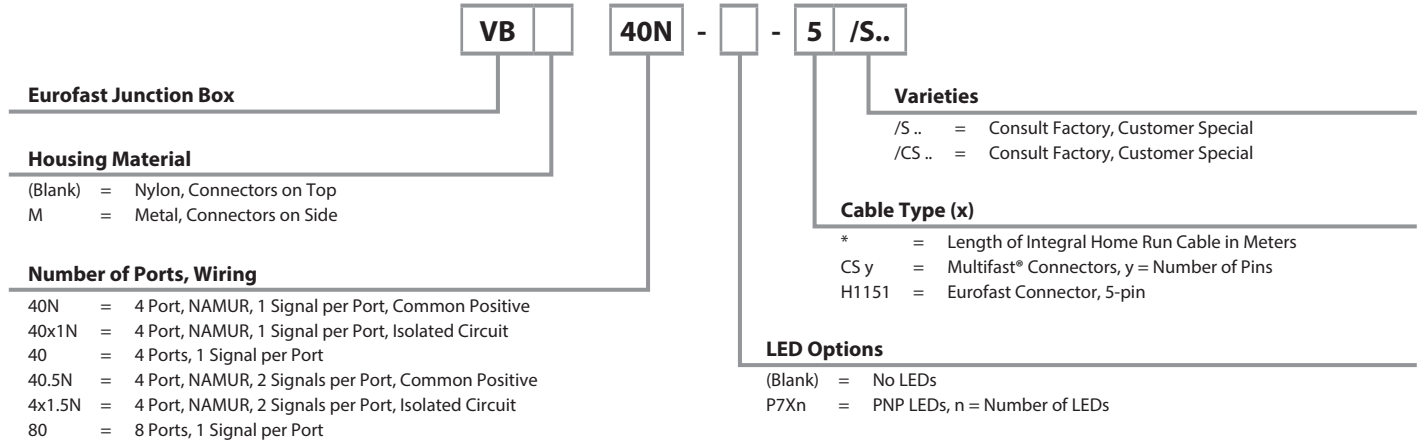 VB 40N - - 5 /S..
Eurofast Junction Box
Housing Material
(Blank) = Nylon, Connectors on Top
M = Metal, Connectors on Side
Number of Ports, Wiring
40N = 4 Port, NAMUR, 1 Signal per Port, Common Positive
40x1N = 4 Port, NAMUR, 1 Signal per Port, Isolated Circuit
40 = 4 Ports, 1 Signal per Port
40.5N = 4 Port, NAMUR, 2 Signals per Port, Common Positive
4x1.5N = 4 Port, NAMUR, 2 Signals per Port, Isolated Circuit
80 = 8 Ports, 1 Signal per Port
Varieties
/S .. = Consult Factory, Customer Special
/CS .. = Consult Factory, Customer Special
Cable Type (x)
* = Length of Integral Home Run Cable in Meters
CS y = Multifast® Connectors, y = Number of Pins
H1151 = Eurofast Connector, 5-pin
LED Options
(Blank) = No LEDs
P7Xn = PNP LEDs, n = Number of LEDs